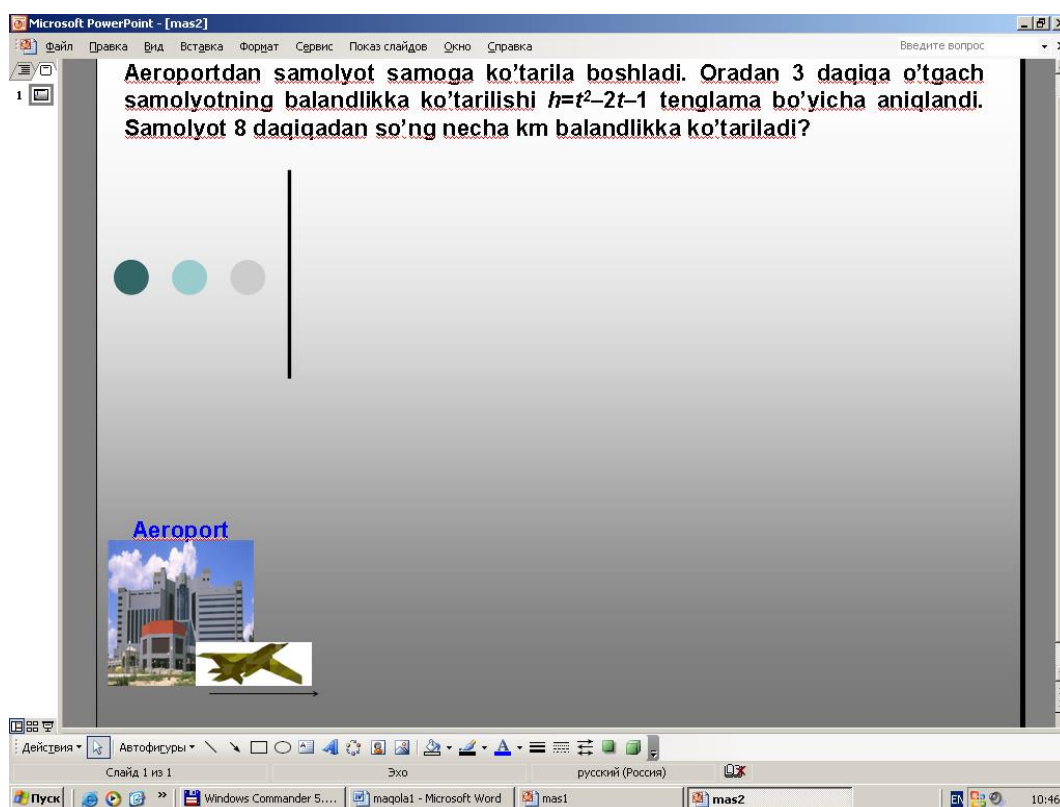 Microsoft PowerPoint - [mas2]
Файл Правка Вид Вставка Формат Сервис Показ слайдов Окно Справка Введите вопрос
1
Aeroportdan samolyot samoga ko'tarila boshladi. Oradan 3 daqiqa o'tgach
samolyotning balandlikka ko'tarilishi h=t²–2t–1 tenglama bo'yicha aniqlandi.
Samolyot 8 daqiqadan so'ng necha km balandlikka ko'tariladi?
Aeroport
Действия Автофигуры
Слайд 1 из 1 Эхо русский (Россия)
Пуск » Windows Commander 5.... maqola1 - Microsoft Word mas1 mas2 EN